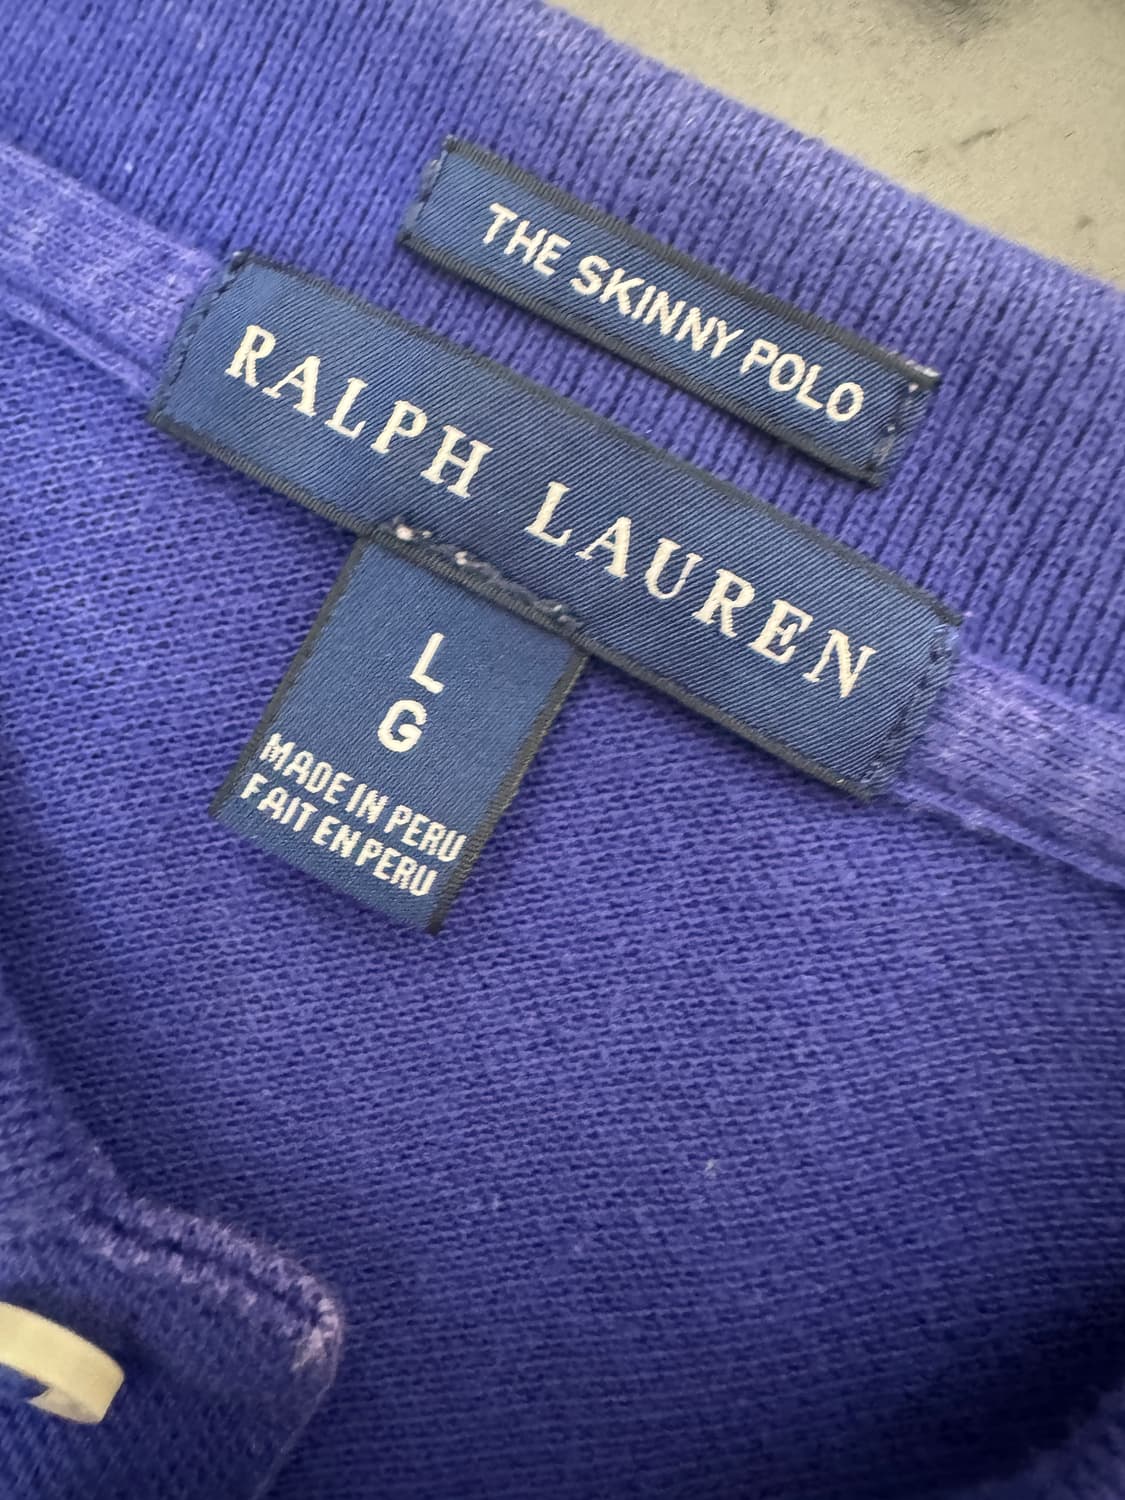 THE SKINNY POLO
RALPH LAUREN
L
G
MADE IN PERU
FAIT EN PERU